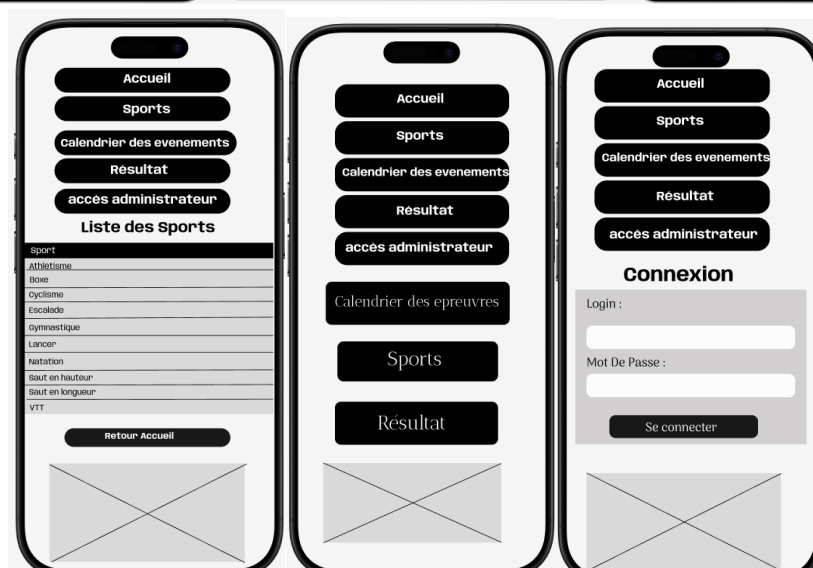 Accueil
Sports
Calendrier des evenements
Résultat
accès administrateur
Liste des Sports
Sport
Athlétisme
Boxe
Cyclisme
Escalade
Gymnastique
Lancer
Natation
Saut en hauteur
Saut en longueur
VTT
Retour Accueil
Accueil
Sports
Calendrier des evenements
Résultat
accès administrateur
Calendrier des epreuvres
Sports
Résultat
Accueil
Sports
Calendrier des evenements
Résultat
accès administrateur
Connexion
Login :
Mot De Passe :
Se connecter